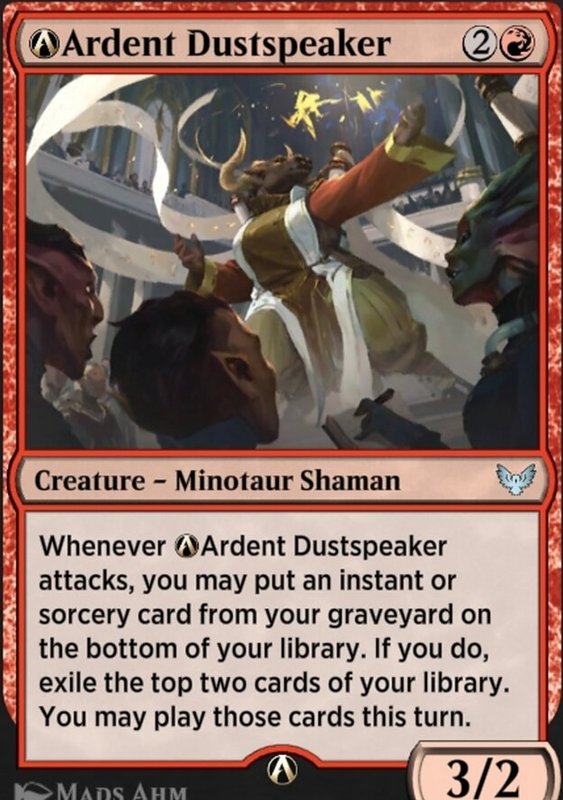 Ardent Dustspeaker 2
Creature – Minotaur Shaman
Whenever Ardent Dustspeaker
attacks, you may put an instant or
sorcery card from your graveyard on
the bottom of your library. If you do,
exile the top two cards of your library.
You may play those cards this turn.
3/2
Mads Ahm